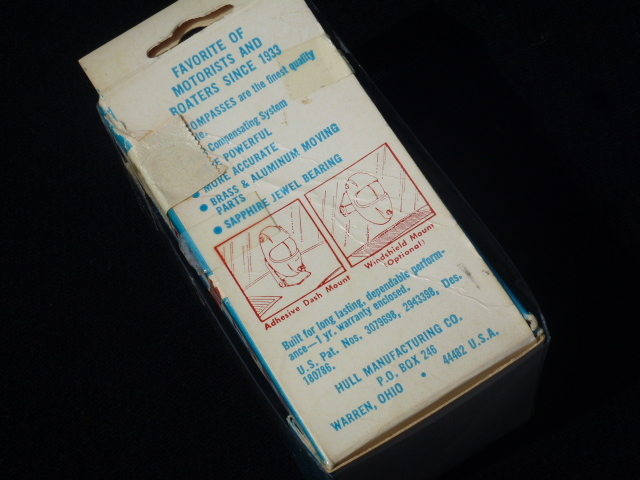 FAVORITE OF
MOTORISTS AND
BOATERS SINCE 1933
COMPASSES are the finest quality
Compensating System
POWERFUL
MORE ACCURATE
• BRASS & ALUMINUM MOVING
PARTS
• SAPPHIRE JEWEL BEARING
Adhesive Dash Mount
Windshield Mount
(Optional)
Built for long lasting, dependable perform-
ance—1 yr. warranty enclosed.
U.S. Pat. Nos. 3079698, 2943398, Des-
180786.
HULL MANUFACTURING CO.
P.O. BOX 246
WARREN, OHIO • 44482 U.S.A.